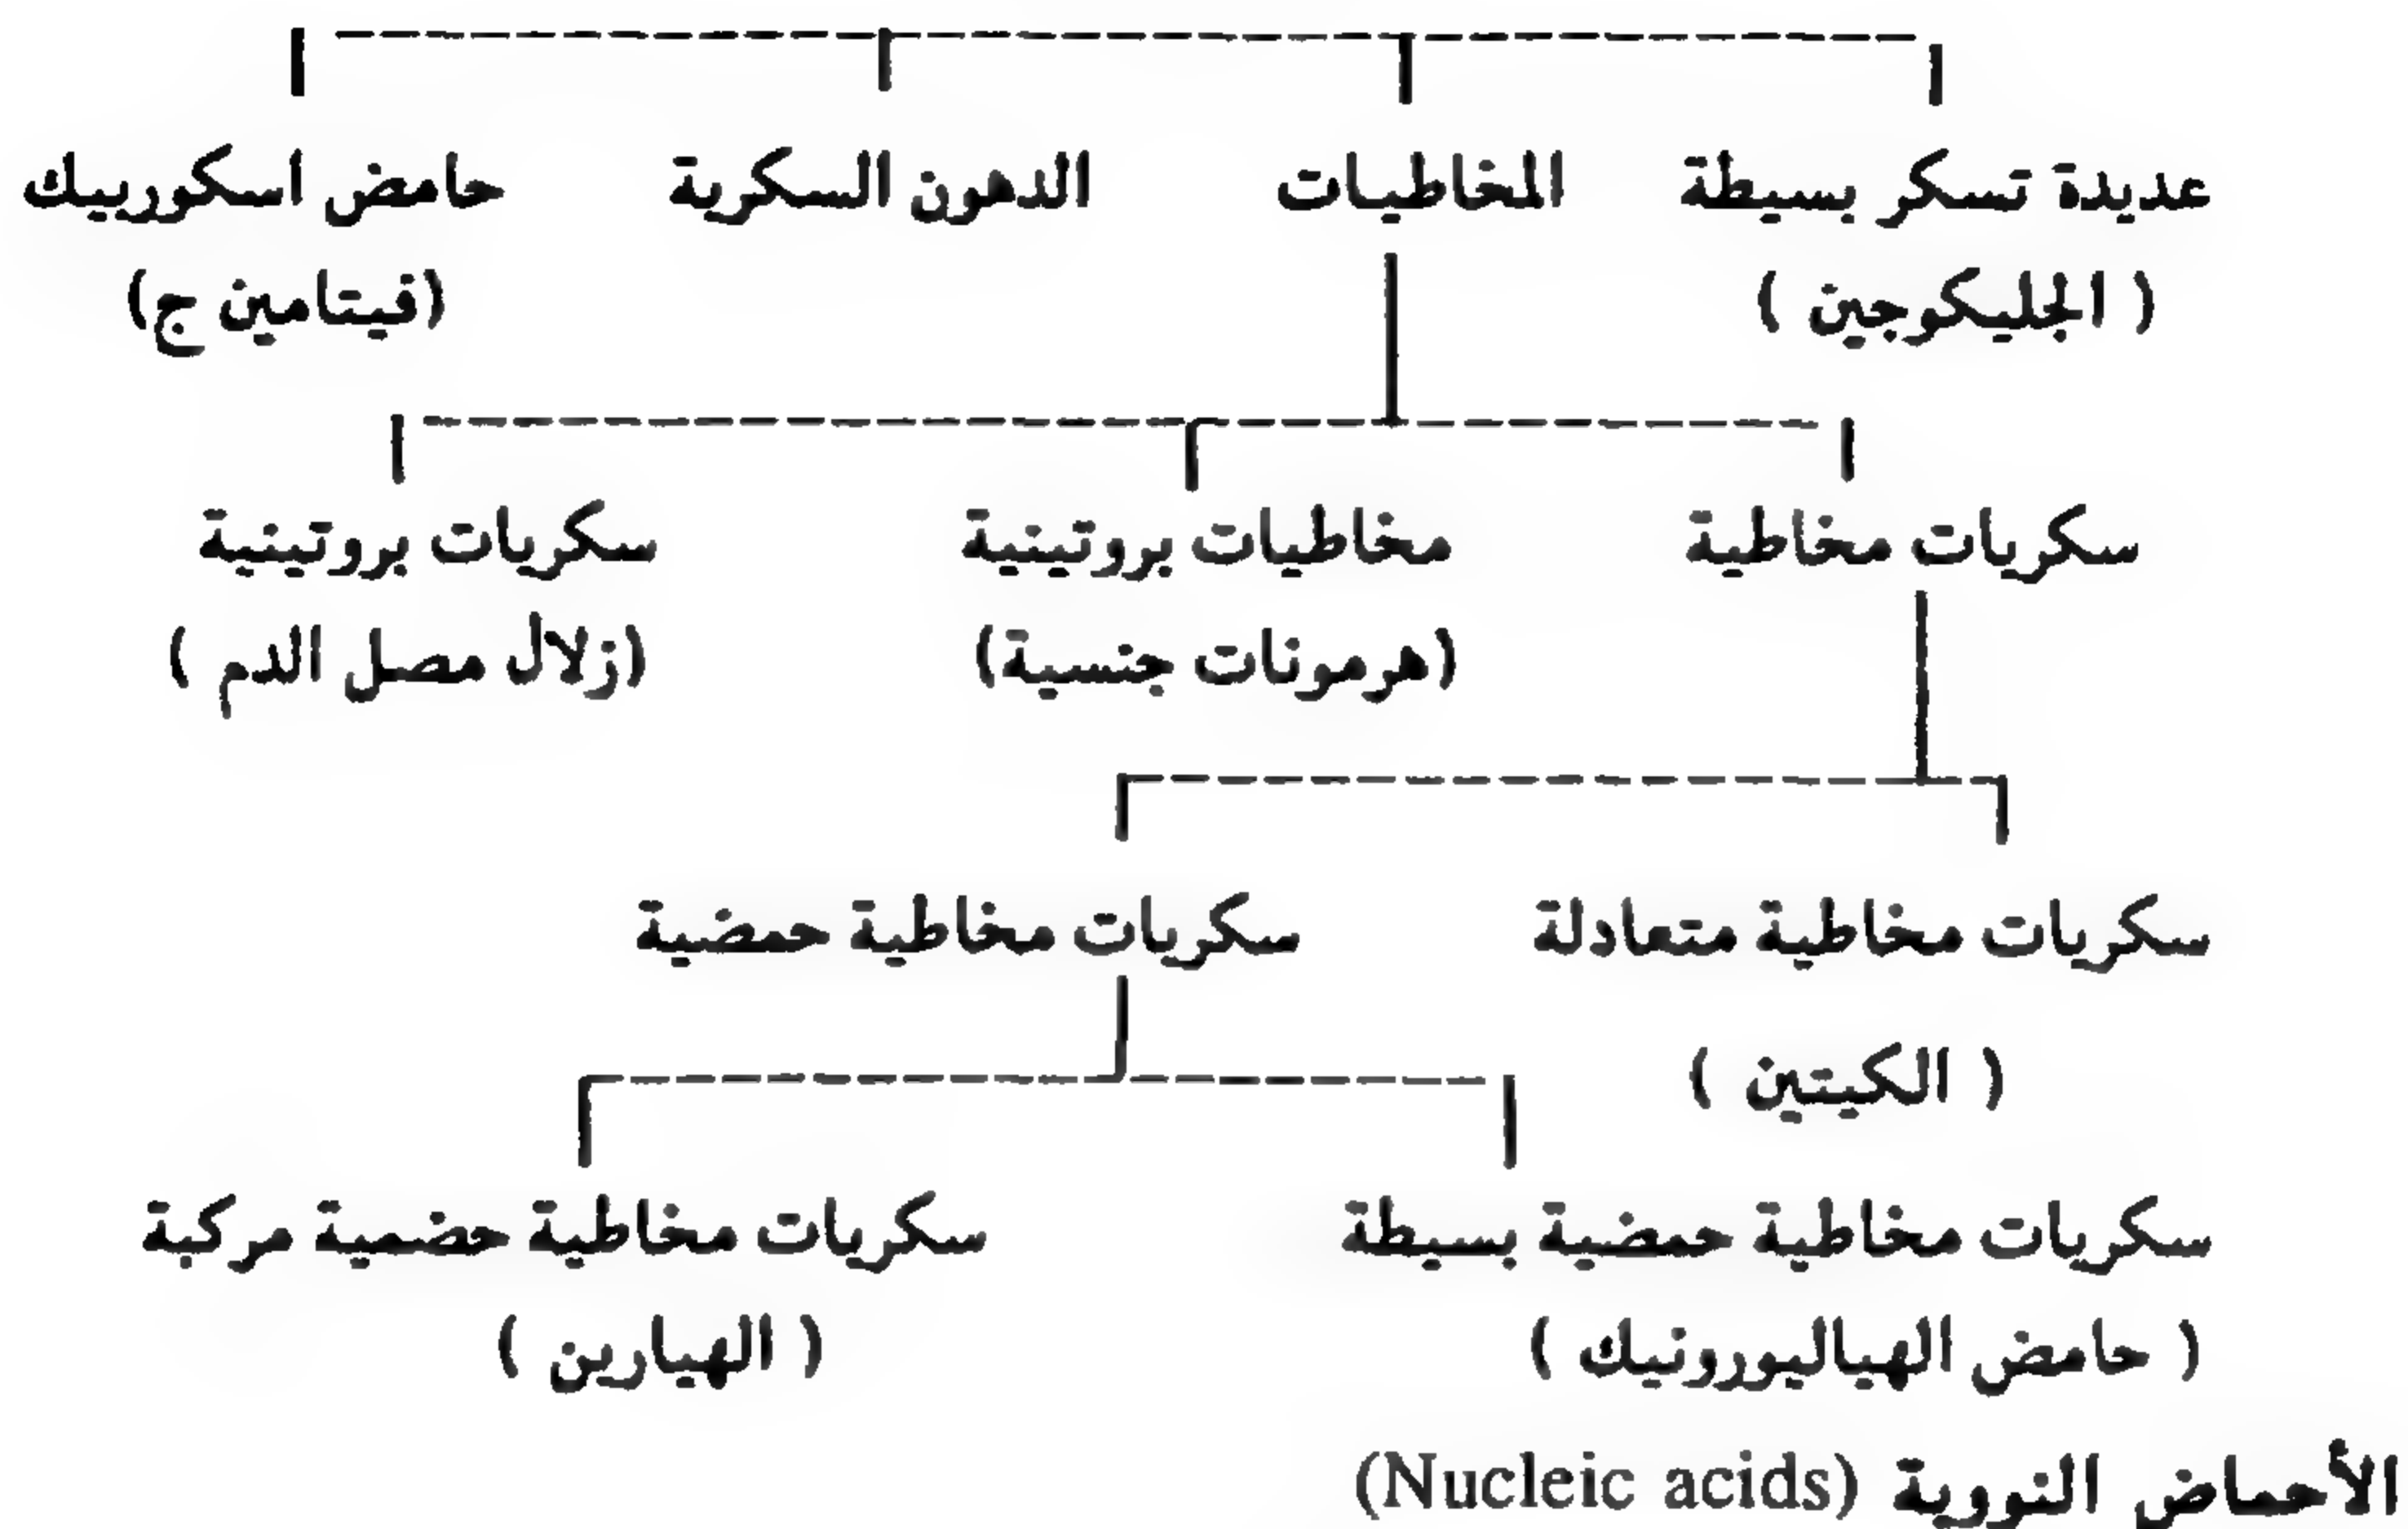 عديدة تسكر بسيطة المخاطيات الدهون السكرية حامض اسكوربيك
( الجليكوجين ) (فيتامين ج)
سكريات مخاطية مخاطيات بروتينية سكريات بروتينية
(هرمونات جنسية) (زلال مصل الدم )
سكريات مخاطية متعادلة سكريات مخاطية حمضية
( الكيتين )
سكريات مخاطية حمضية بسيطة سكريات مخاطية حضمية مركبة
( حامض الهياليورونيك ) ( الهيارين )
الأحماض النووية (Nucleic acids)